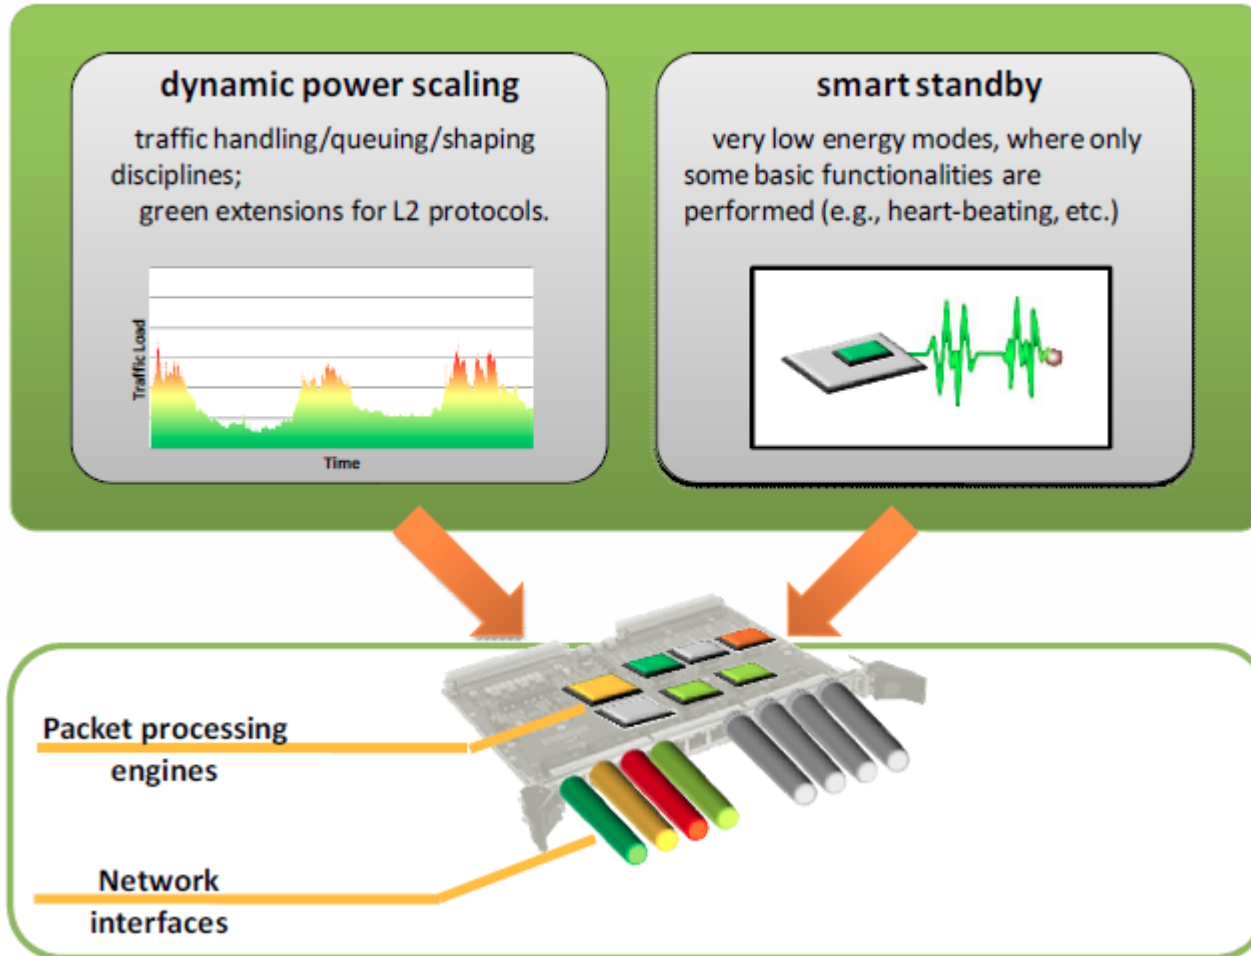 dynamic power scaling
traffic handling/queuing/shaping
disciplines;
green extensions for L2 protocols.
Traffic Load
Time
smart standby
very low energy modes, where only
some basic functionalities are
performed (e.g., heart-beating, etc.)
Packet processing
engines
Network
interfaces